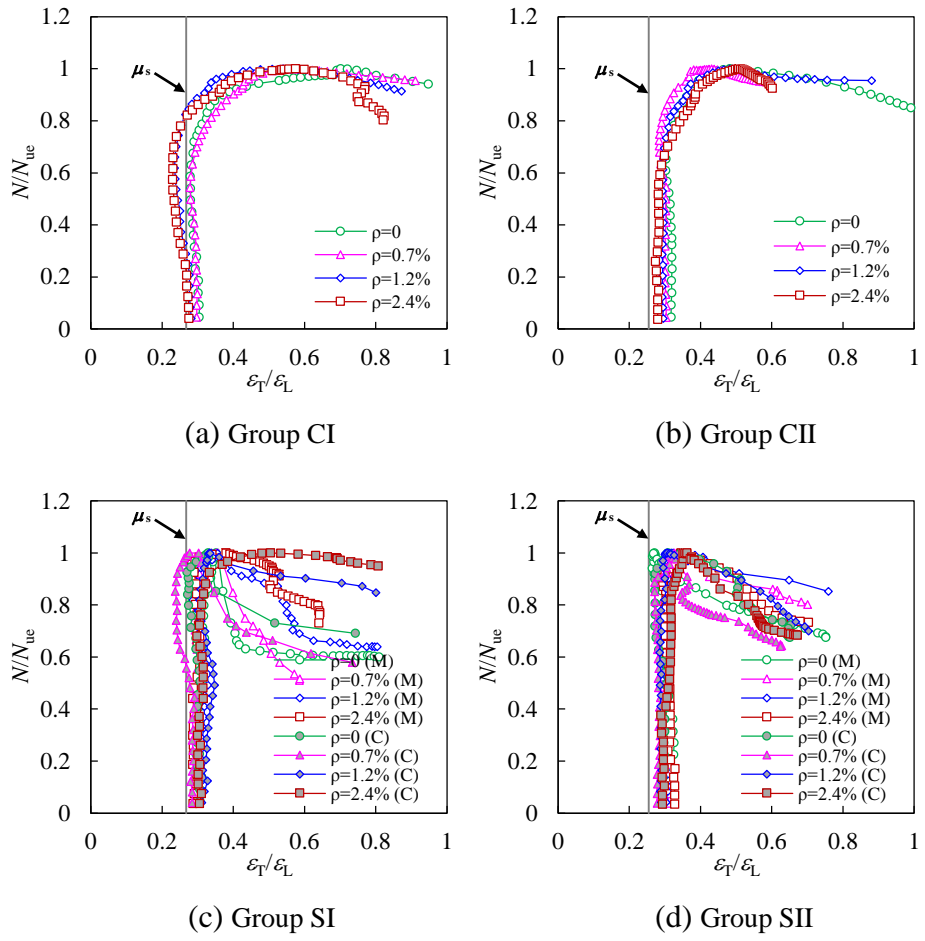 1.2
1
0.8
0.6
0.4
0.2
0
N/Nue
μs
ρ=0
ρ=0.7%
ρ=1.2%
ρ=2.4%
0 0.2 0.4 0.6 0.8 1
εT/εL
(a) Group CI
1.2
1
0.8
0.6
0.4
0.2
0
N/Nue
μs
ρ=0
ρ=0.7%
ρ=1.2%
ρ=2.4%
0 0.2 0.4 0.6 0.8 1
εT/εL
(b) Group CII
1.2
1
0.8
0.6
0.4
0.2
0
N/Nue
μs
ρ=0 (M)
ρ=0.7% (M)
ρ=1.2% (M)
ρ=2.4% (M)
ρ=0 (C)
ρ=0.7% (C)
ρ=1.2% (C)
ρ=2.4% (C)
0 0.2 0.4 0.6 0.8 1
εT/εL
(c) Group SI
1.2
1
0.8
0.6
0.4
0.2
0
N/Nue
μs
ρ=0 (M)
ρ=0.7% (M)
ρ=1.2% (M)
ρ=2.4% (M)
ρ=0 (C)
ρ=0.7% (C)
ρ=1.2% (C)
ρ=2.4% (C)
0 0.2 0.4 0.6 0.8 1
εT/εL
(d) Group SII